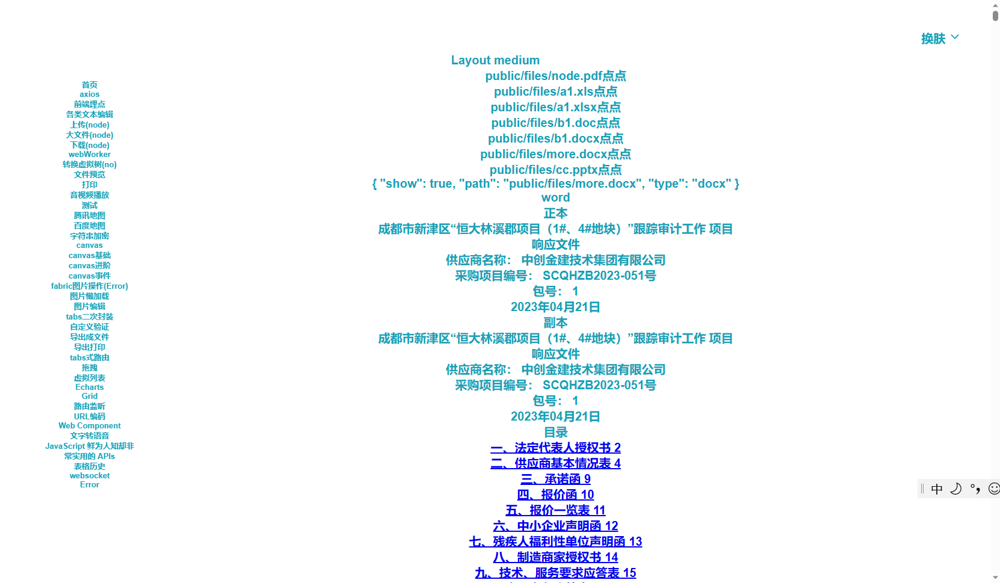 换肤
Layout medium
首页
axios
前端埋点
各类文本编辑
上传(node)
大文件(node)
下载(node)
webWorker
转换虚拟树(no)
文件预览
打印
音视频播放
测试
腾讯地图
百度地图
字符串加密
canvas
canvas基础
canvas进阶
canvas事件
fabric图片操作(Error)
图片懒加载
图片编辑
tabs二次封装
自定义验证
导出成文件
导出打印
tabs式路由
拖拽
虚拟列表
Echarts
Grid
路由监听
URL编码
Web Component
文字转语音
JavaScript 鲜为人知却非
常实用的 APIs
表格历史
websocket
Error
public/files/node.pdf点点
public/files/a1.xls点点
public/files/a1.xlsx点点
public/files/b1.doc点点
public/files/b1.docx点点
public/files/more.docx点点
public/files/cc.pptx点点
{ "show": true, "path": "public/files/more.docx", "type": "docx" }
word
正本
成都市新津区“恒大林溪郡项目（1#、4#地块）”跟踪审计工作 项目
响应文件
供应商名称： 中创金建技术集团有限公司
采购项目编号： SCQHZB2023-051号
包号： 1
2023年04月21日
副本
成都市新津区“恒大林溪郡项目（1#、4#地块）”跟踪审计工作 项目
响应文件
供应商名称： 中创金建技术集团有限公司
采购项目编号： SCQHZB2023-051号
包号： 1
2023年04月21日
目录
一、法定代表人授权书 2
二、供应商基本情况表 4
三、承诺函 9
四、报价函 10
五、报价一览表 11
六、中小企业声明函 12
七、残疾人福利性单位声明函 13
八、制造商家授权书 14
九、技术、服务要求应答表 15
中